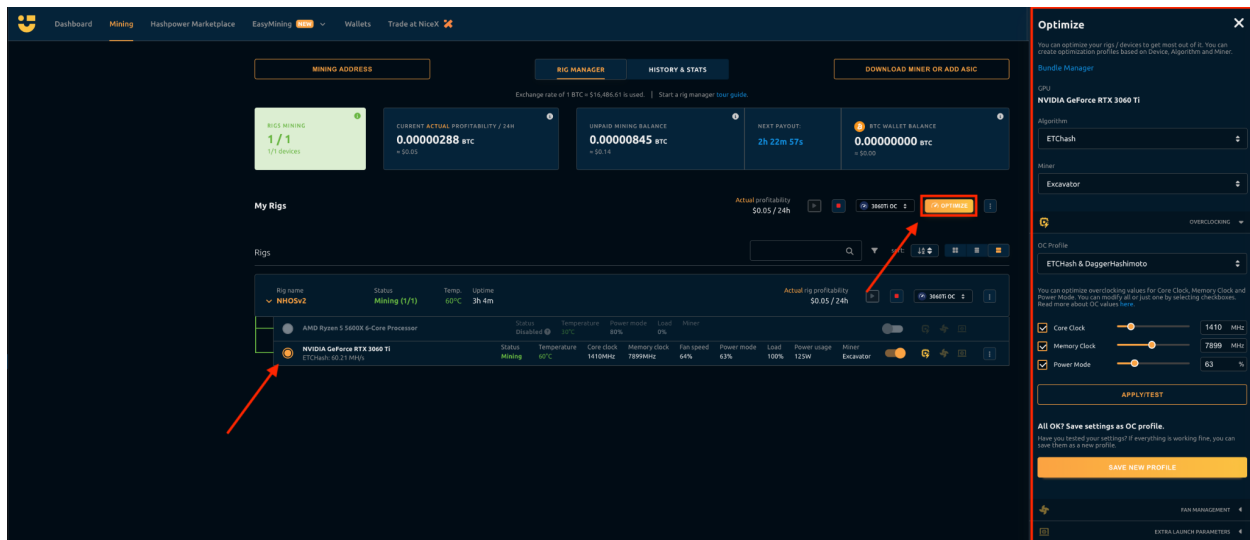 Dashboard Mining Hashpower Marketplace EasyMining NEW Wallets Trade at NiceX
MINING ADDRESS
RIG MANAGER HISTORY & STATS
DOWNLOAD MINER OR ADD ASIC
Exchange rate of 1 BTC = $16,486.61 is used. | Start a rig manager tour guide.
RIGS MINING
1 / 1
1/1 devices
CURRENT ACTUAL PROFITABILITY / 24H
0.00000288 BTC
≈ $0.05
UNPAID MINING BALANCE
0.00000845 BTC
≈ $0.14
NEXT PAYOUT:
2h 22m 57s
BTC WALLET BALANCE
0.00000000 BTC
≈ $0.00
My Rigs
Actual profitability
$0.05 / 24h
3060Ti OC
OPTIMIZE
Rigs
SORT:
Rig name Status Temp. Uptime Actual rig profitability
NHOSv2 Mining (1/1) 60°C 3h 4m $0.05 / 24h 3060Ti OC
Status Temperature Power mode Load Miner
AMD Ryzen 5 5600X 6-Core Processor Disabled 10°C 80% 0%
NVIDIA GeForce RTX 3060 Ti Status Temperature Core clock Memory clock Fan speed Power mode Load Power usage Miner
ETCHash: 60.21 MH/s Mining 60°C 1410MHz 7899MHz 64% 63% 100% 125W Excavator
Optimize
You can optimize your rigs / devices to get most out of it. You can
create optimization profiles based on Device, Algorithm and Miner.
Bundle Manager
GPU
NVIDIA GeForce RTX 3060 Ti
Algorithm
ETChash
Miner
Excavator
OVERCLOCKING
OC Profile
ETCHash & DaggerHashimoto
You can optimize overclocking values for Core Clock, Memory Clock and
Power Mode. You can modify all or just one by selecting checkboxes.
Read more about OC values here.
Core Clock 1410 MHz
Memory Clock 7899 MHz
Power Mode 63 %
APPLY/TEST
All OK? Save settings as OC profile.
Have you tested your settings? If everything is working fine, you can
save them as a new profile.
SAVE NEW PROFILE
FAN MANAGEMENT
EXTRA LAUNCH PARAMETERS